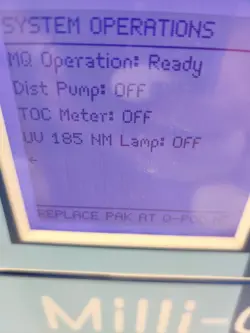 SYSTEM OPERATIONS
MQ Operation: Ready
Dist Pump: OFF
TOC Meter: OFF
UV 185 NM Lamp: OFF
←
REPLACE PAK AT
Milli-